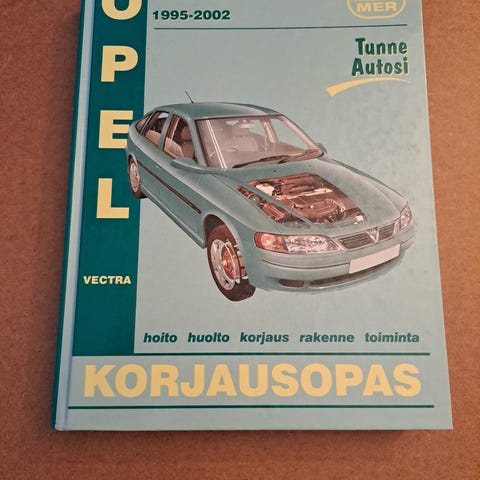 OPEL
1995-2002
MER
Tunne
Autosi
VECTRA
hoito huolto korjaus rakenne toiminta
KORJAUSOPAS